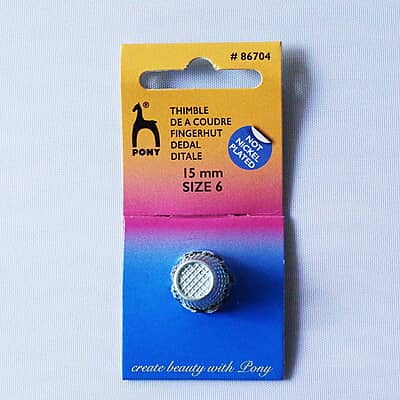 # 86704
PONY
®
THIMBLE
DE A COUDRE
FINGERHUT
DEDAL
DITALE
15 mm
SIZE 6
NOT
NICKEL
PLATED
create beauty with Pony